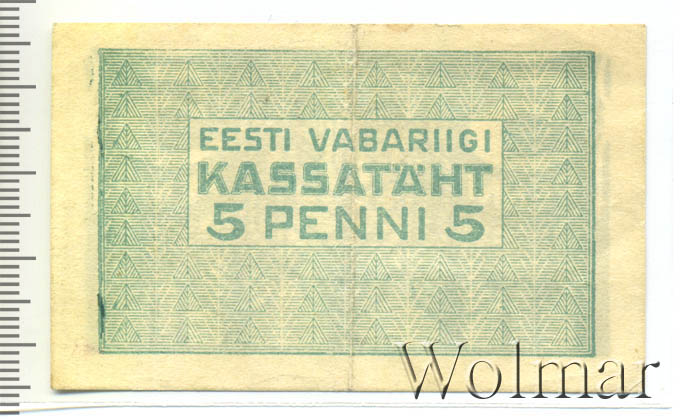 EESTI VABARIIGI
KASSATÄHT
5 PENNI 5
Wolmar